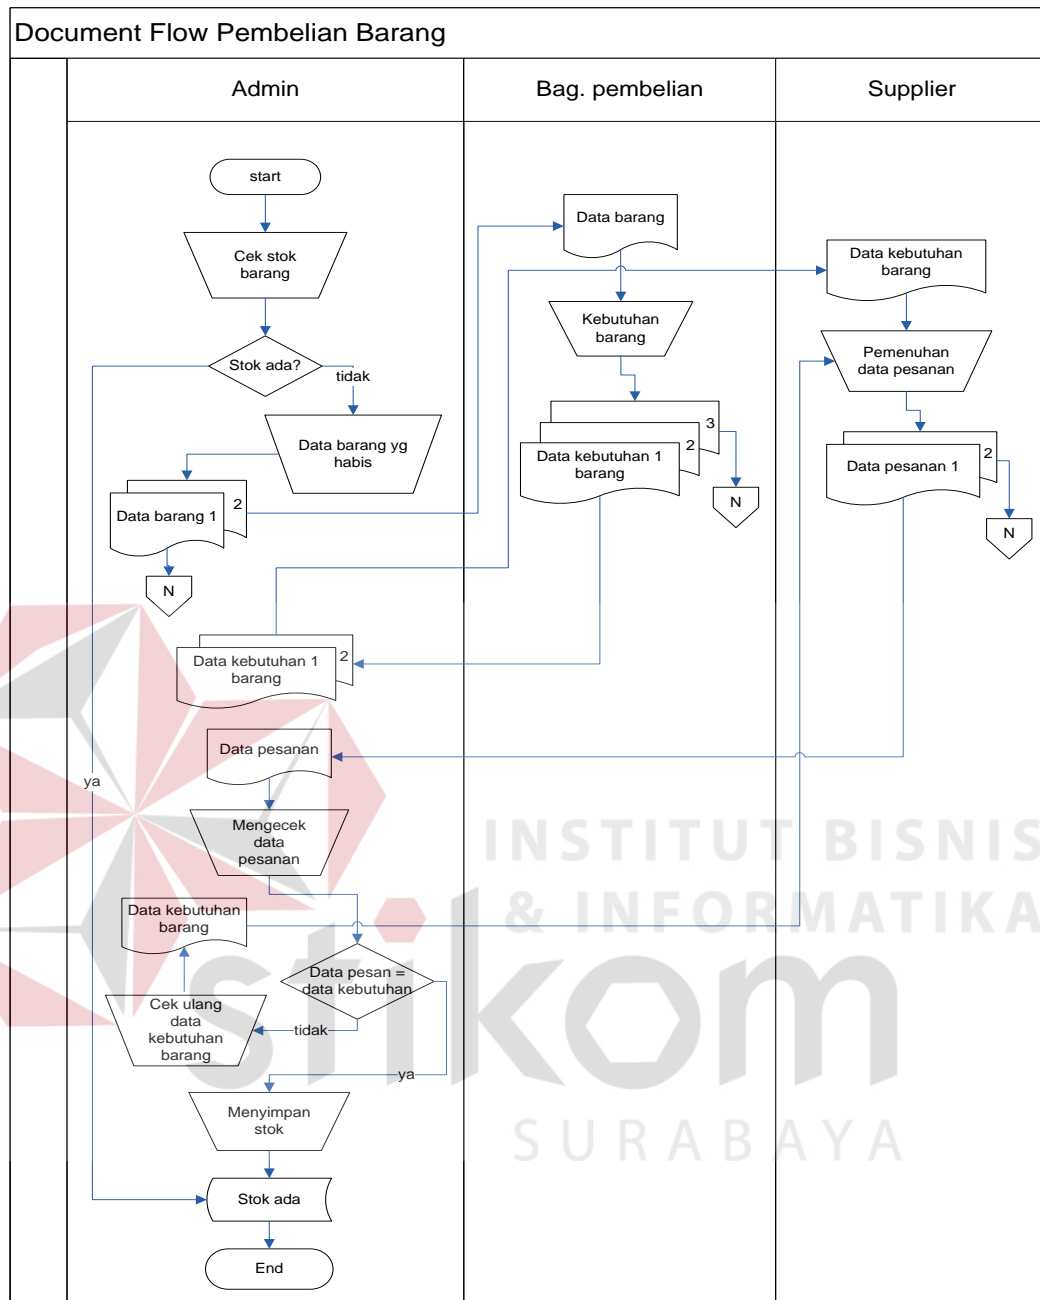 Document Flow Pembelian Barang
Admin
Bag. pembelian
Supplier
start
Cek stok
barang
Stok ada?
tidak
ya
Data barang yg
habis
Data barang 1
2
N
Data barang
Kebutuhan
barang
Data kebutuhan 1
barang
2
3
N
Data kebutuhan
barang
Pemenuhan
data pesanan
Data pesanan 1
2
N
Data kebutuhan 1
barang
2
Data pesanan
Mengecek
data
pesanan
Data kebutuhan
barang
Data pesan =
data kebutuhan
Cek ulang
data
kebutuhan
barang
tidak
ya
Menyimpan
stok
Stok ada
End
INSTITUT BISNIS
& INFORMATIKA
stikom
SURABAYA